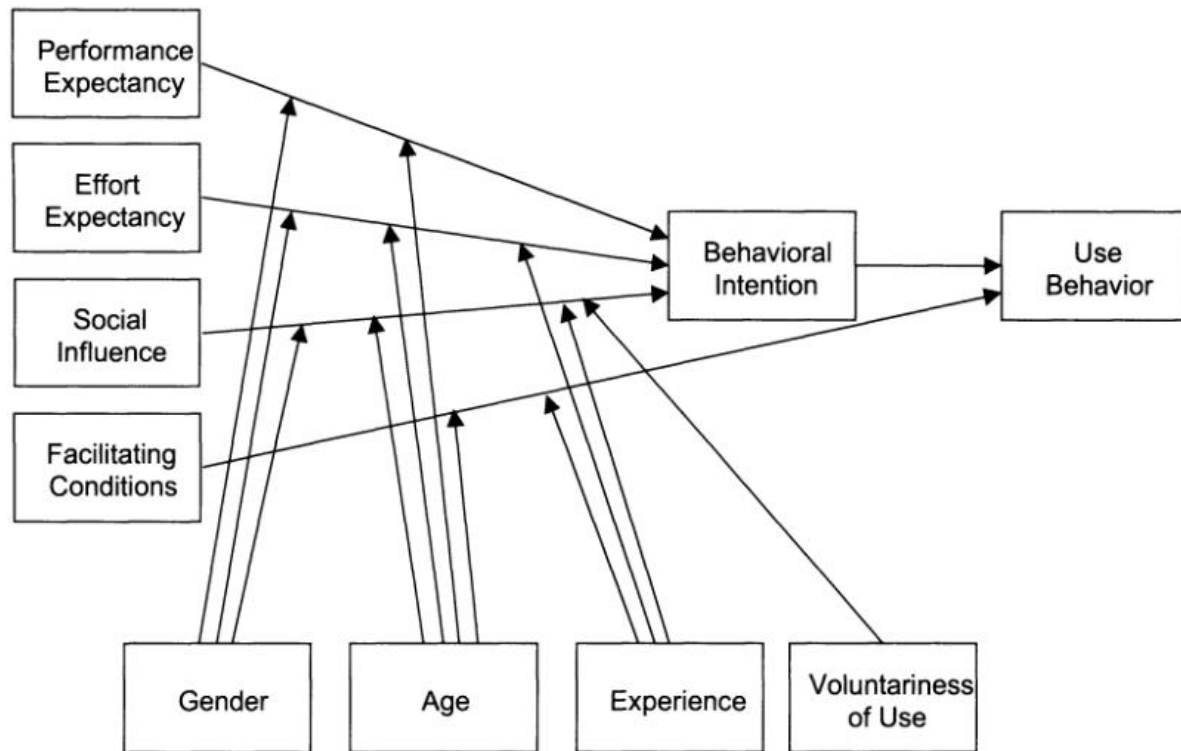 Performance
Expectancy
Effort
Expectancy
Social
Influence
Facilitating
Conditions
Behavioral
Intention
Use
Behavior
Gender
Age
Experience
Voluntariness
of Use